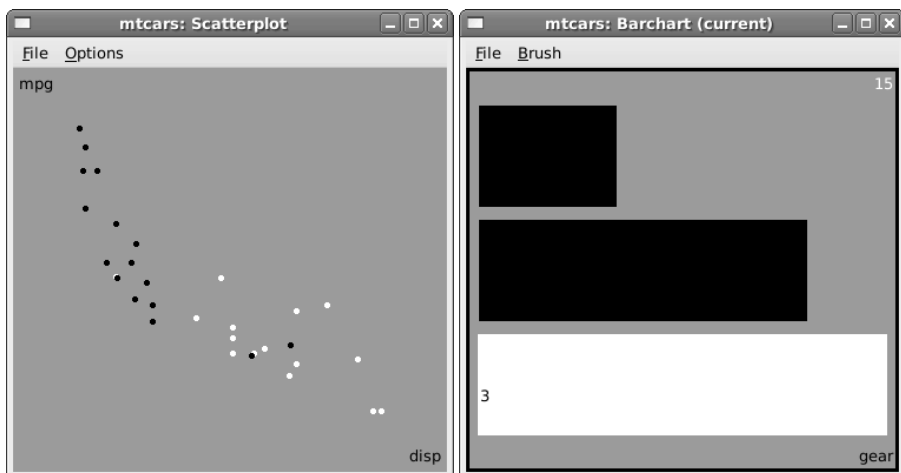 mtcars: Scatterplot
File Options
mpg
disp
mtcars: Barchart (current)
File Brush
15
3
gear